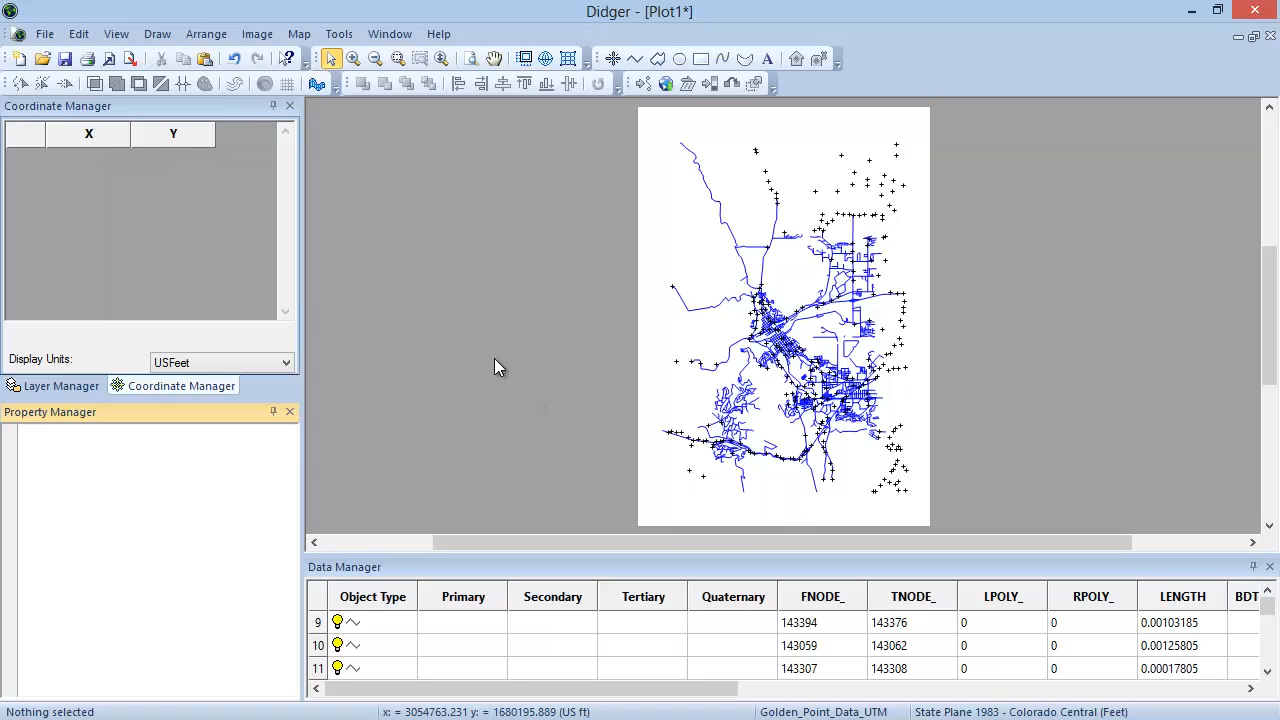 Didger - [Plot1*]
File Edit View Draw Arrange Image Map Tools Window Help
Coordinate Manager
X Y
Display Units: USFeet
Layer Manager Coordinate Manager
Property Manager
Data Manager
Object Type Primary Secondary Tertiary Quaternary FNODE_ TNODE_ LPOLY_ RPOLY_ LENGTH BDT
9 143394 143376 0 0 0.00103185
10 143059 143062 0 0 0.00125805
11 143307 143308 0 0 0.00017805
Nothing selected x: = 3054763.231 y: = 1680195.889 (US ft) Golden_Point_Data_UTM State Plane 1983 - Colorado Central (Feet)